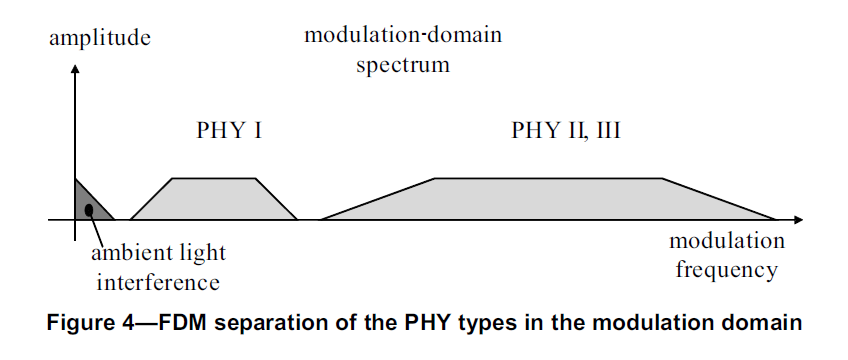 amplitude
modulation-domain
spectrum
PHY I
PHY II, III
ambient light
interference
modulation
frequency
Figure 4—FDM separation of the PHY types in the modulation domain